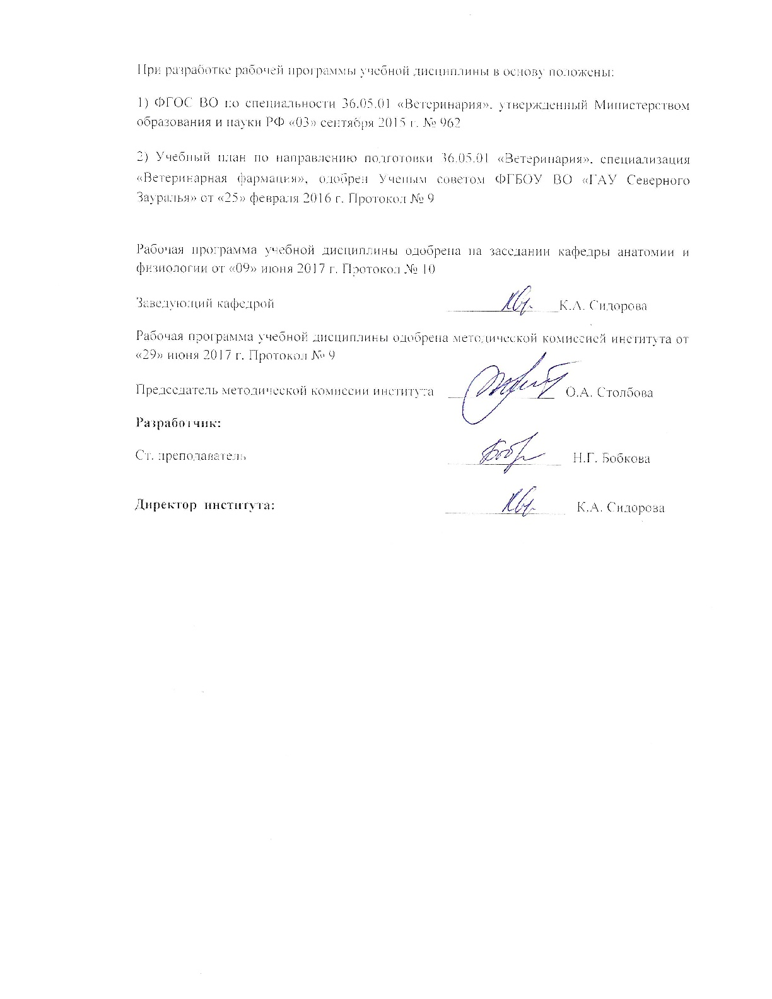 При разработке рабочей программы учебной дисциплины в основу положены:
1) ФГОС ВО по специальности 36.05.01 «Ветеринария», утвержденный Министерством
образования и науки РФ «03» сентября 2015 г. № 962
2) Учебный план по направлению подготовки 36.05.01 «Ветеринария», специализация
«Ветеринарная фармация», одобрен Ученым советом ФГБОУ ВО «ГАУ Северного
Зауралья» от «25» февраля 2016 г. Протокол № 9
Рабочая программа учебной дисциплины одобрена на заседании кафедры анатомии и
физиологии от «09» июня 2017 г. Протокол № 10
Заведующий кафедрой К.А. Сидорова
Рабочая программа учебной дисциплины одобрена методической комиссией института от
«29» июня 2017 г. Протокол № 9
Председатель методической комиссии института О.А. Столбова
Разработчик:
Ст. преподаватель Н.Г. Бобкова
Директор института: К.А. Сидорова